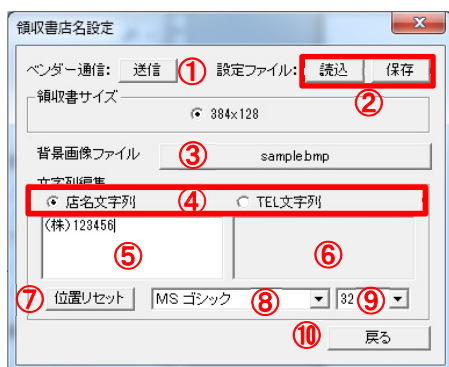 領収書店名設定
ベンダー通信: 送信 ① 設定ファイル: 読込 保存
②
領収書サイズ
384x128
背景画像ファイル ③ sample.bmp
文字列編集
店名文字列 ④ TEL文字列
(株)123456
⑤ ⑥
⑦ 位置リセット MS ゴシック ⑧ 32 ⑨
⑩ 戻る